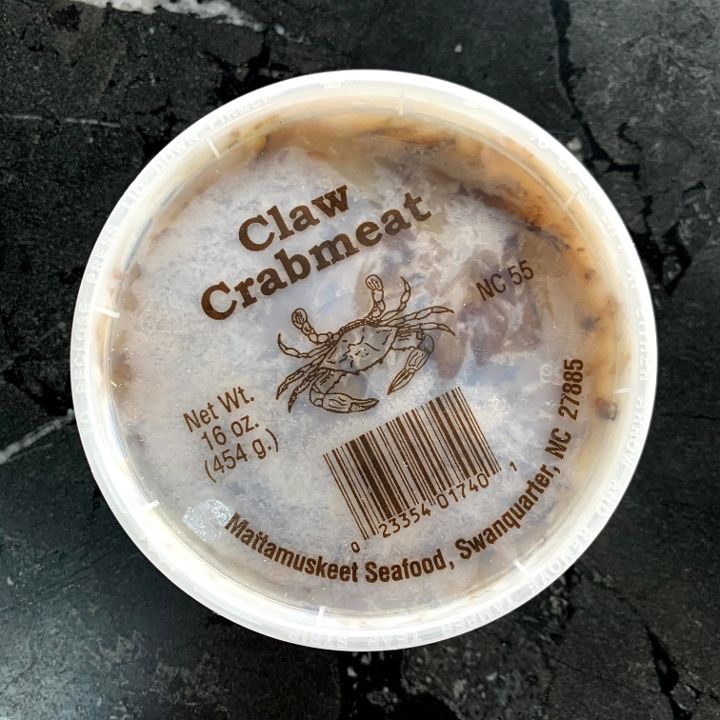 Claw
Crabmeat
NC 55
Net Wt.
16 oz.
(454 g.)
0 23354 01740 1
Mattamuskeet Seafood, Swanquarter, NC 27885